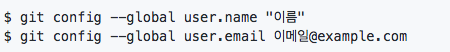 $ git config --global user.name "이름"
$ git config --global user.email 이메일@example.com